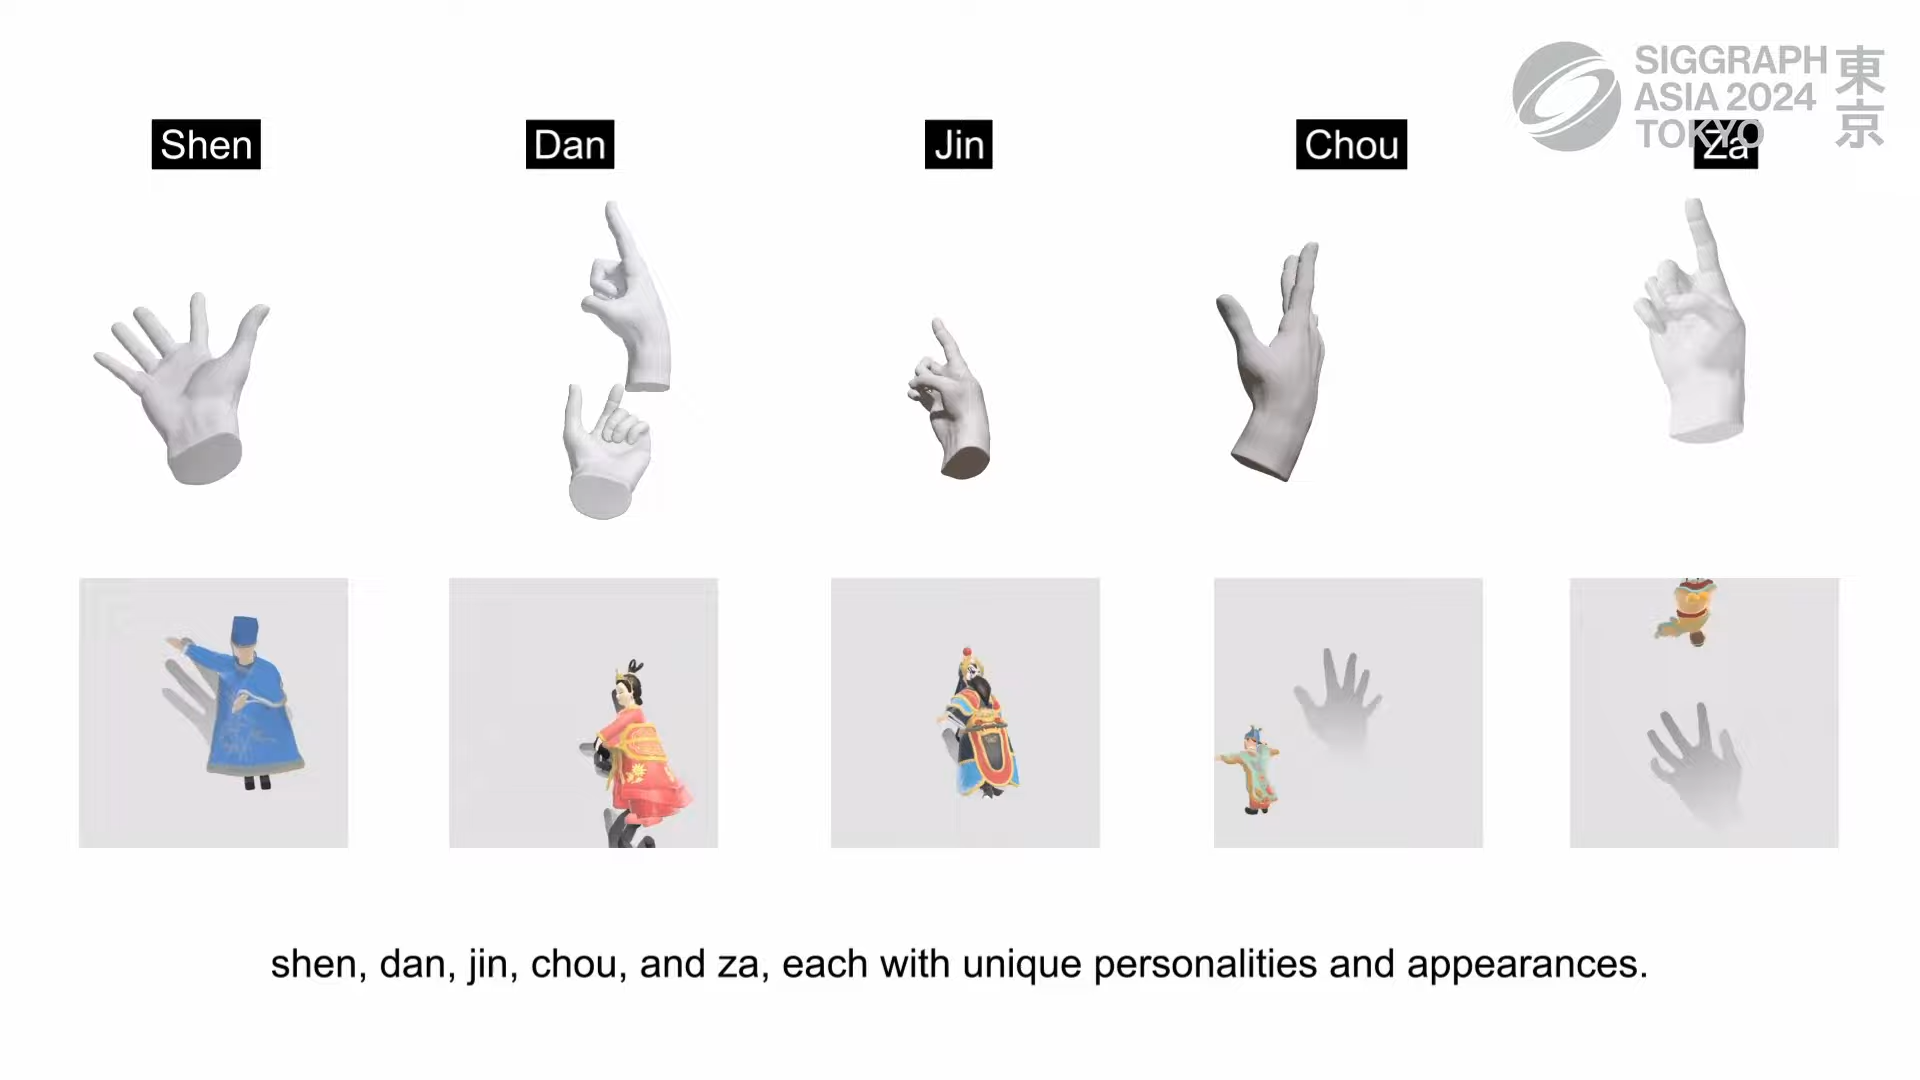 SIGGRAPH
ASIA 2024
TOKYO
東京
Shen
Dan
Jin
Chou
Za
shen, dan, jin, chou, and za, each with unique personalities and appearances.